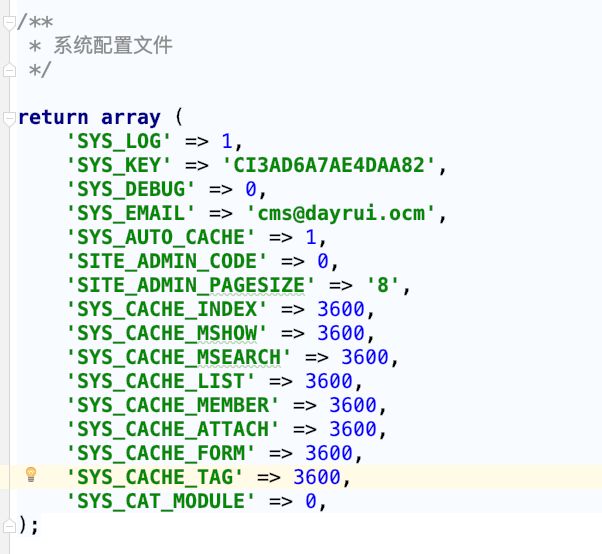 /**
 * 系统配置文件
 */
return array (
    'SYS_LOG' => 1,
    'SYS_KEY' => 'CI3AD6A7AE4DAA82',
    'SYS_DEBUG' => 0,
    'SYS_EMAIL' => 'cms@dayrui.ocm',
    'SYS_AUTO_CACHE' => 1,
    'SITE_ADMIN_CODE' => 0,
    'SITE_ADMIN_PAGESIZE' => '8',
    'SYS_CACHE_INDEX' => 3600,
    'SYS_CACHE_MSHOW' => 3600,
    'SYS_CACHE_MSEARCH' => 3600,
    'SYS_CACHE_LIST' => 3600,
    'SYS_CACHE_MEMBER' => 3600,
    'SYS_CACHE_ATTACH' => 3600,
    'SYS_CACHE_FORM' => 3600,
    'SYS_CACHE_TAG' => 3600,
    'SYS_CAT_MODULE' => 0,
);